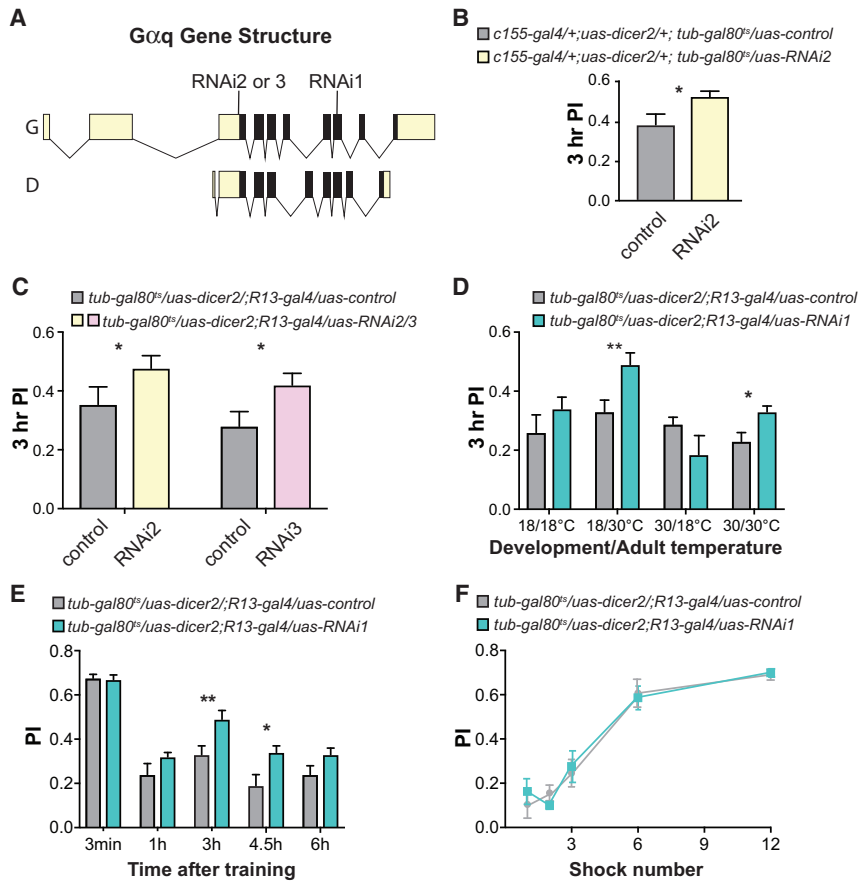 A
Gαq Gene Structure
RNAi2 or 3
RNAi1
G
D
B
c155-gal4/+;uas-dicer2/+; tub-gal80ts/uas-control
c155-gal4/+;uas-dicer2/+; tub-gal80ts/uas-RNAi2
3 hr PI
0.6
0.4
0.2
0.0
*
control
RNAi2
C
tub-gal80ts/uas-dicer2/;R13-gal4/uas-control
tub-gal80ts/uas-dicer2;R13-gal4/uas-RNAi2/3
3 hr PI
0.6
0.4
0.2
0.0
*
*
control
RNAi2
control
RNAi3
D
tub-gal80ts/uas-dicer2/;R13-gal4/uas-control
tub-gal80ts/uas-dicer2;R13-gal4/uas-RNAi1
3 hr PI
0.6
0.4
0.2
0.0
**
*
18/18°C
18/30°C
30/18°C
30/30°C
Development/Adult temperature
E
tub-gal80ts/uas-dicer2/;R13-gal4/uas-control
tub-gal80ts/uas-dicer2;R13-gal4/uas-RNAi1
PI
0.8
0.6
0.4
0.2
0.0
**
*
3min
1h
3h
4.5h
6h
Time after training
F
tub-gal80ts/uas-dicer2/;R13-gal4/uas-control
tub-gal80ts/uas-dicer2;R13-gal4/uas-RNAi1
PI
0.8
0.6
0.4
0.2
0.0
3
6
9
12
Shock number